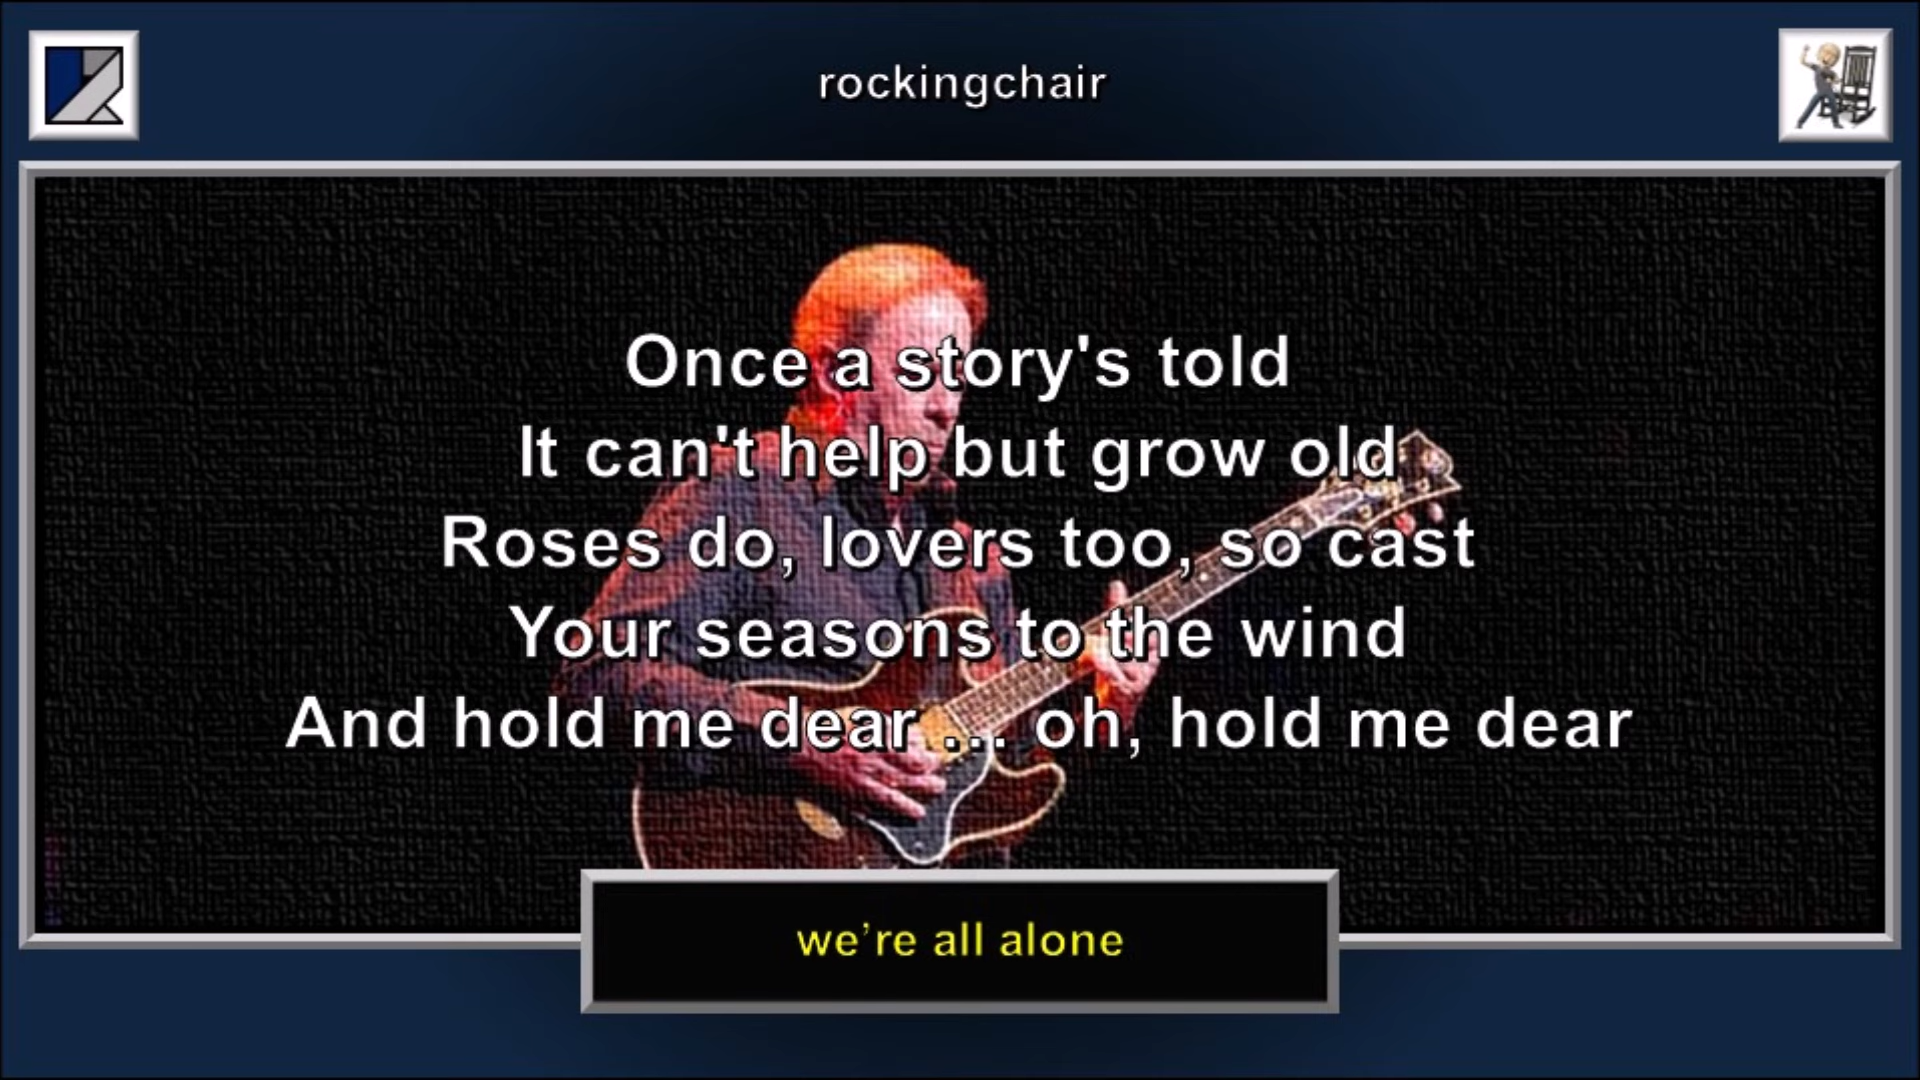 rockingchair
Once a story's told
It can't help but grow old
Roses do, lovers too, so cast
Your seasons to the wind
And hold me dear ... oh, hold me dear
we’re all alone